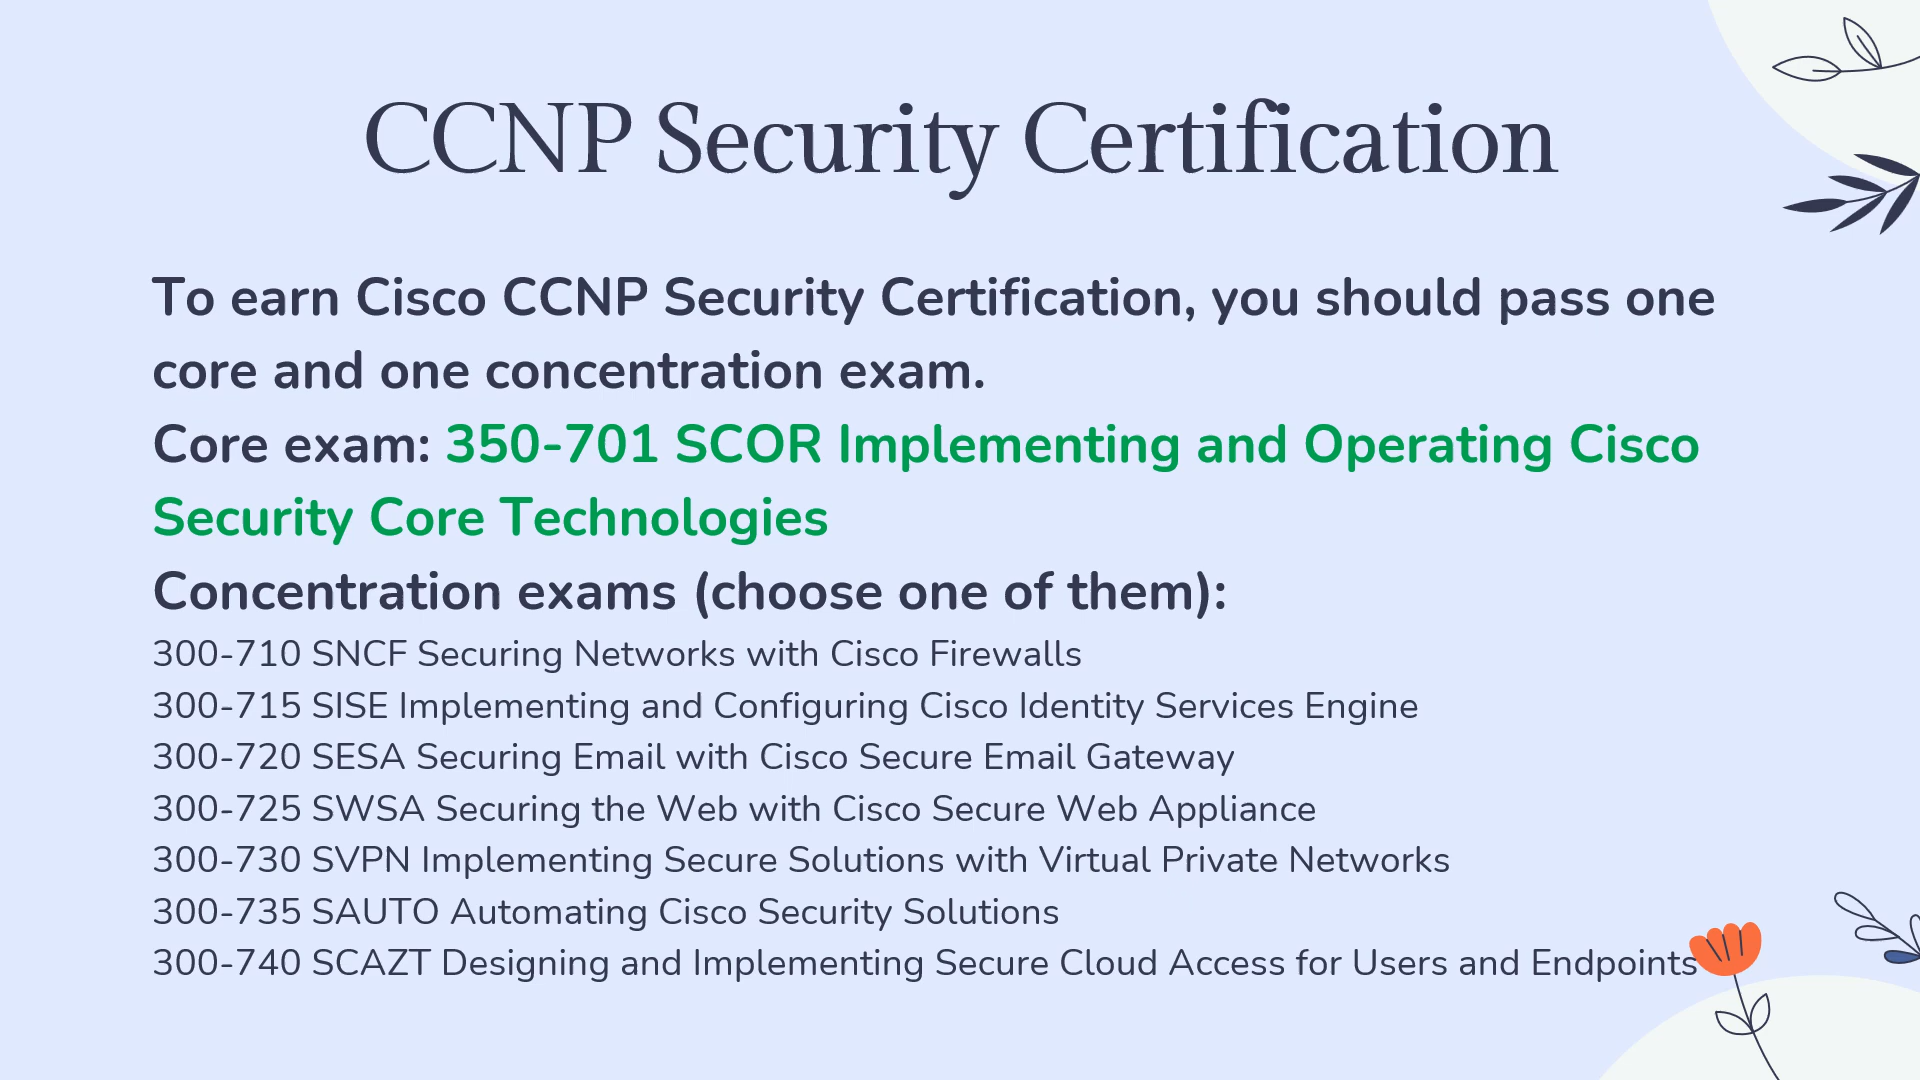 CCNP Security Certification
To earn Cisco CCNP Security Certification, you should pass one
core and one concentration exam.
Core exam: 350-701 SCOR Implementing and Operating Cisco
Security Core Technologies
Concentration exams (choose one of them):
300-710 SNCF Securing Networks with Cisco Firewalls
300-715 SISE Implementing and Configuring Cisco Identity Services Engine
300-720 SESA Securing Email with Cisco Secure Email Gateway
300-725 SWSA Securing the Web with Cisco Secure Web Appliance
300-730 SVPN Implementing Secure Solutions with Virtual Private Networks
300-735 SAUTO Automating Cisco Security Solutions
300-740 SCAZT Designing and Implementing Secure Cloud Access for Users and Endpoints